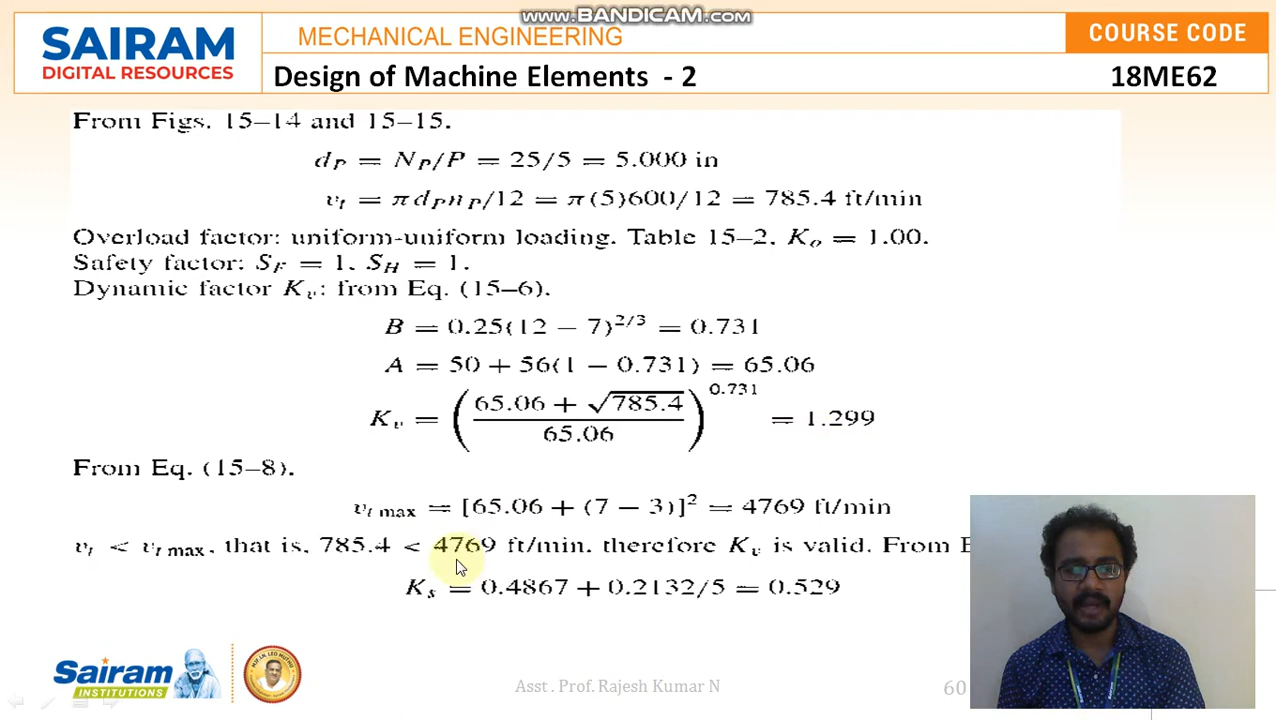 www.BANDICAM.com
SAIRAM
DIGITAL RESOURCES
MECHANICAL ENGINEERING
COURSE CODE
Design of Machine Elements - 2
18ME62
From Figs. 15–14 and 15–15,
d_P = N_P/P = 25/5 = 5.000 in
v_t = πd_Pn_P/12 = π(5)600/12 = 785.4 ft/min
Overload factor: uniform-uniform loading, Table 15–2, K_o = 1.00.
Safety factor: S_F = 1, S_H = 1.
Dynamic factor K_v: from Eq. (15–6),
B = 0.25(12 − 7)^2/3 = 0.731
A = 50 + 56(1 − 0.731) = 65.06
K_v = ((65.06 + √785.4)/65.06)^0.731 = 1.299
From Eq. (15–8),
v_t max = [65.06 + (7 − 3)]^2 = 4769 ft/min
v_t < v_t max, that is, 785.4 < 4769 ft/min, therefore K_v is valid. From E
K_s = 0.4867 + 0.2132/5 = 0.529
Sairam
INSTITUTIONS
Asst . Prof. Rajesh Kumar N
60